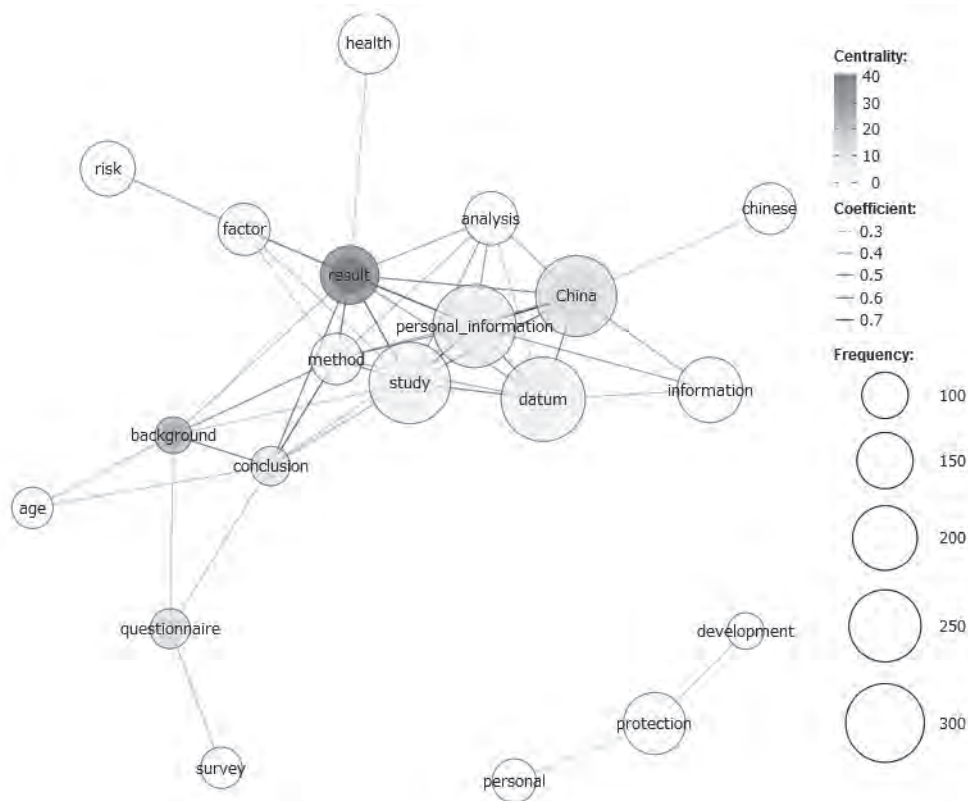 health
risk
factor
analysis
chinese
result
China
personal_information
method
study
datum
information
background
conclusion
age
questionnaire
survey
development
protection
personal
Centrality:
40
30
20
10
0
Coefficient:
0.3
0.4
0.5
0.6
0.7
Frequency:
100
150
200
250
300